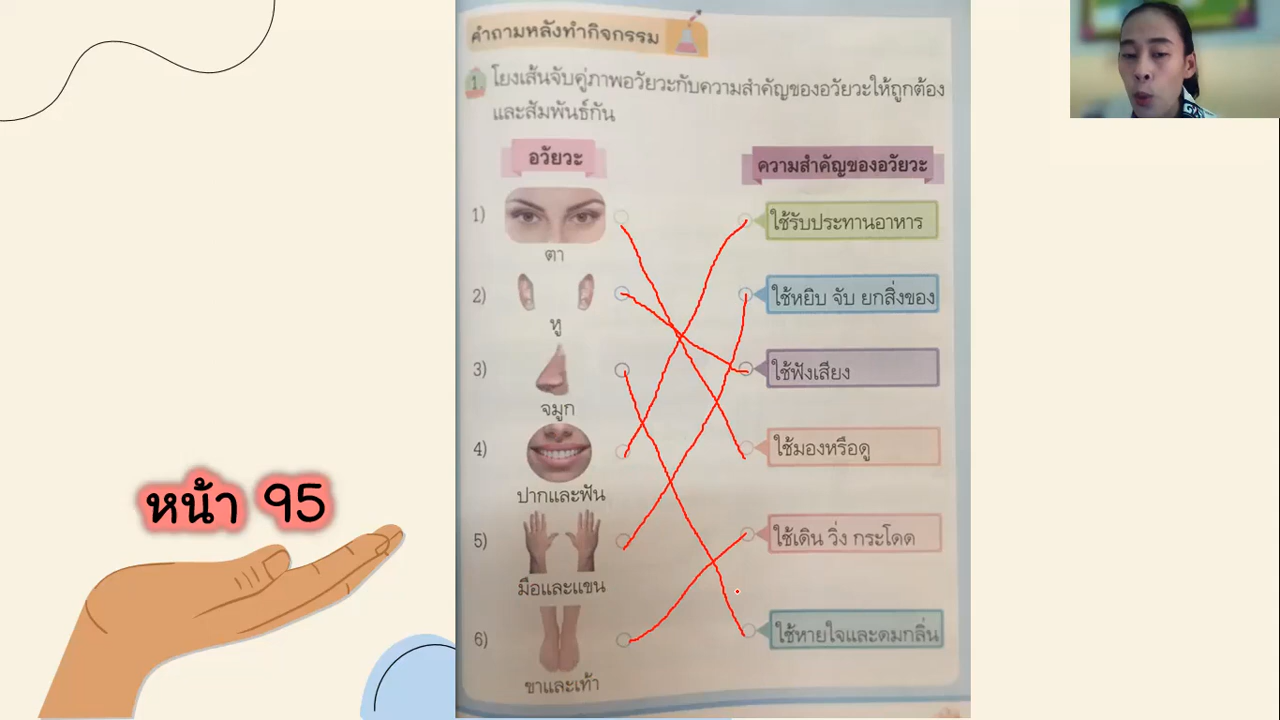 คำถามหลังทำกิจกรรม
1. โยงเส้นจับคู่ภาพอวัยวะกับความสำคัญของอวัยวะให้ถูกต้อง
และสัมพันธ์กัน
อวัยวะ
ความสำคัญของอวัยวะ
1)
ตา
ใช้รับประทานอาหาร
2)
หู
ใช้หยิบ จับ ยกสิ่งของ
3)
จมูก
ใช้ฟังเสียง
4)
ปากและฟัน
ใช้มองหรือดู
5)
มือและแขน
ใช้เดิน วิ่ง กระโดด
6)
ขาและเท้า
ใช้หายใจและดมกลิ่น
หน้า 95